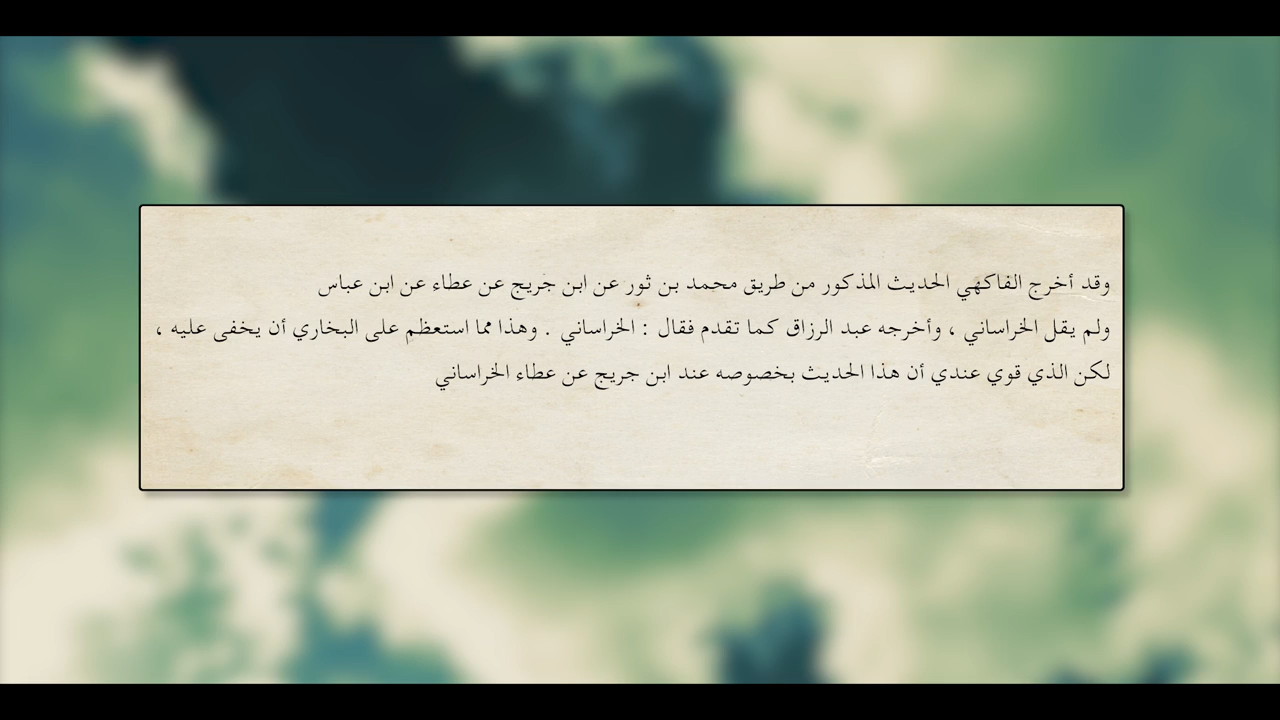 وقد أخرج الفاكهي الحديث المذكور من طريق محمد بن ثور عن ابن جريج عن عطاء عن ابن عباس
ولم يقل الخراساني ، وأخرجه عبد الرزاق كما تقدم فقال : الخراساني . وهذا مما استعظم على البخاري أن يخفى عليه ،
لكن الذي قوي عندي أن هذا الحديث بخصوصه عند ابن جريج عن عطاء الخراساني